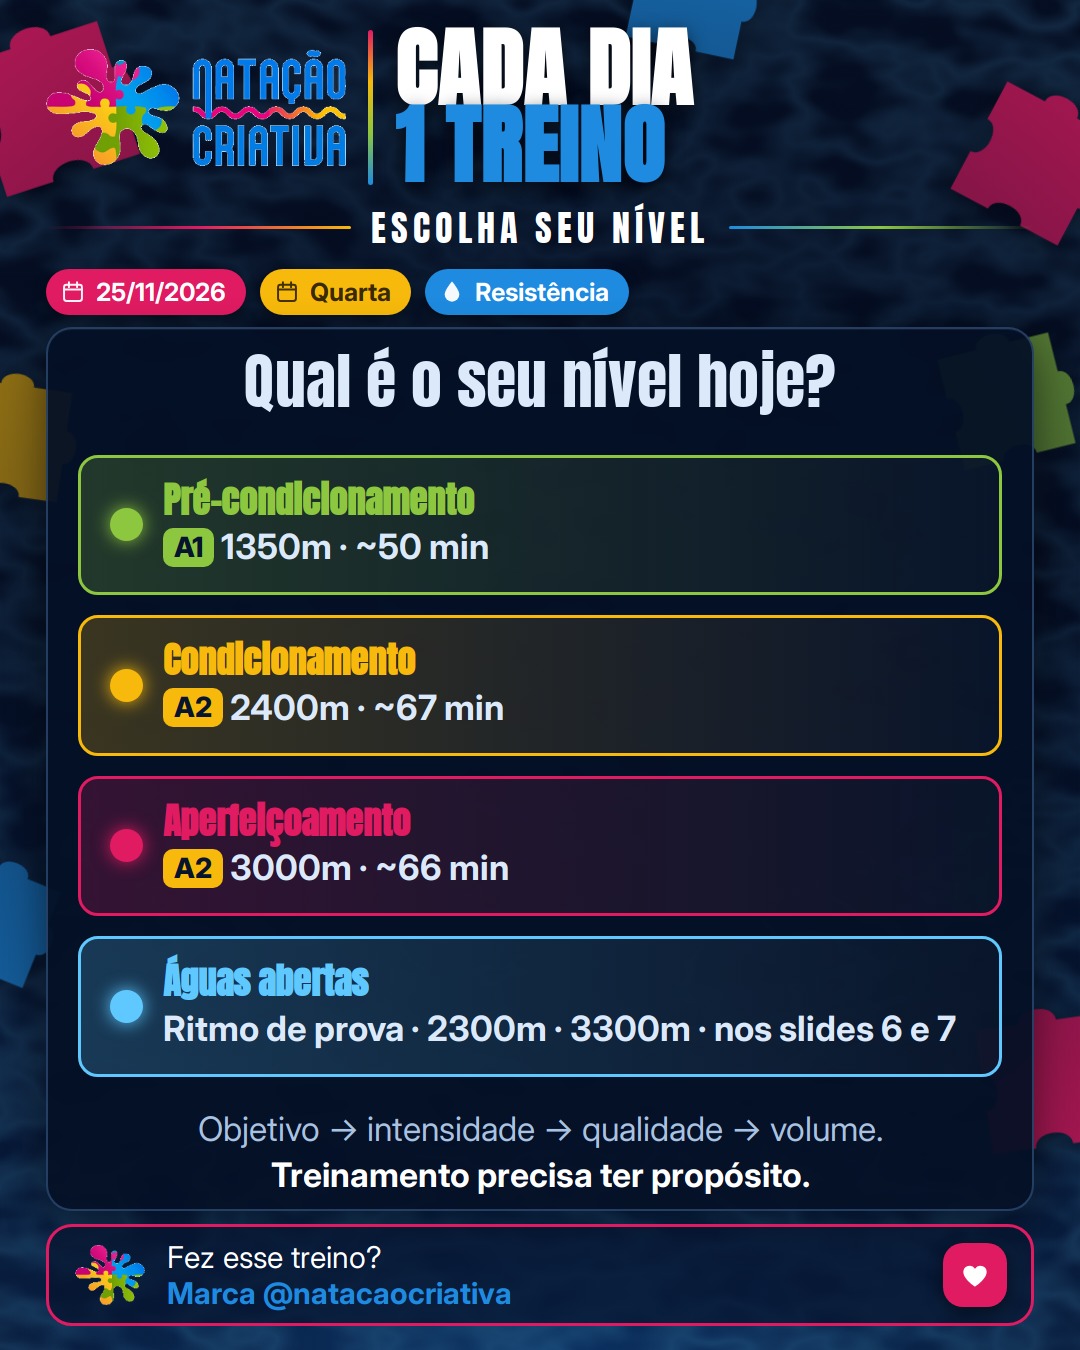 NATAÇÃO
CRIATIVA
CADA DIA
1 TREINO
ESCOLHA SEU NÍVEL
25/11/2026
Quarta
Resistência
Qual é o seu nível hoje?
Pré-condicionamento
A1 1350m · ~50 min
Condicionamento
A2 2400m · ~67 min
Aperfeiçoamento
A2 3000m · ~66 min
Águas abertas
Ritmo de prova · 2300m · 3300m · nos slides 6 e 7
Objetivo → intensidade → qualidade → volume.
Treinamento precisa ter propósito.
Fez esse treino?
Marca @natacaocriativa